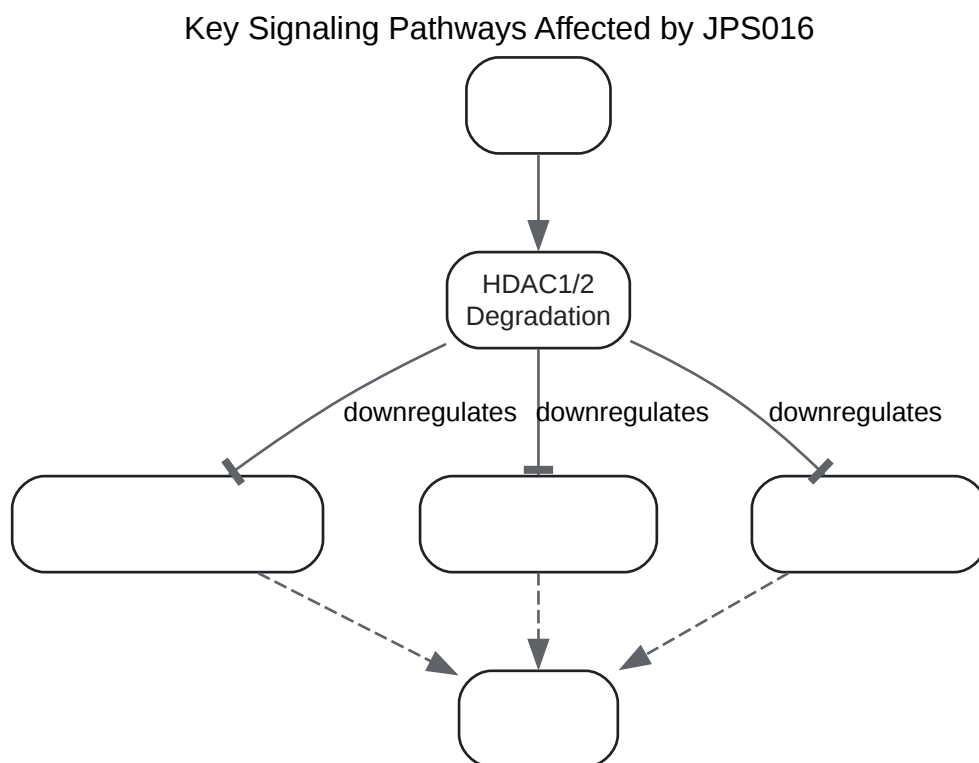 Key Signaling Pathways Affected by JPS016
HDAC1/2
Degradation
downregulates
downregulates
downregulates